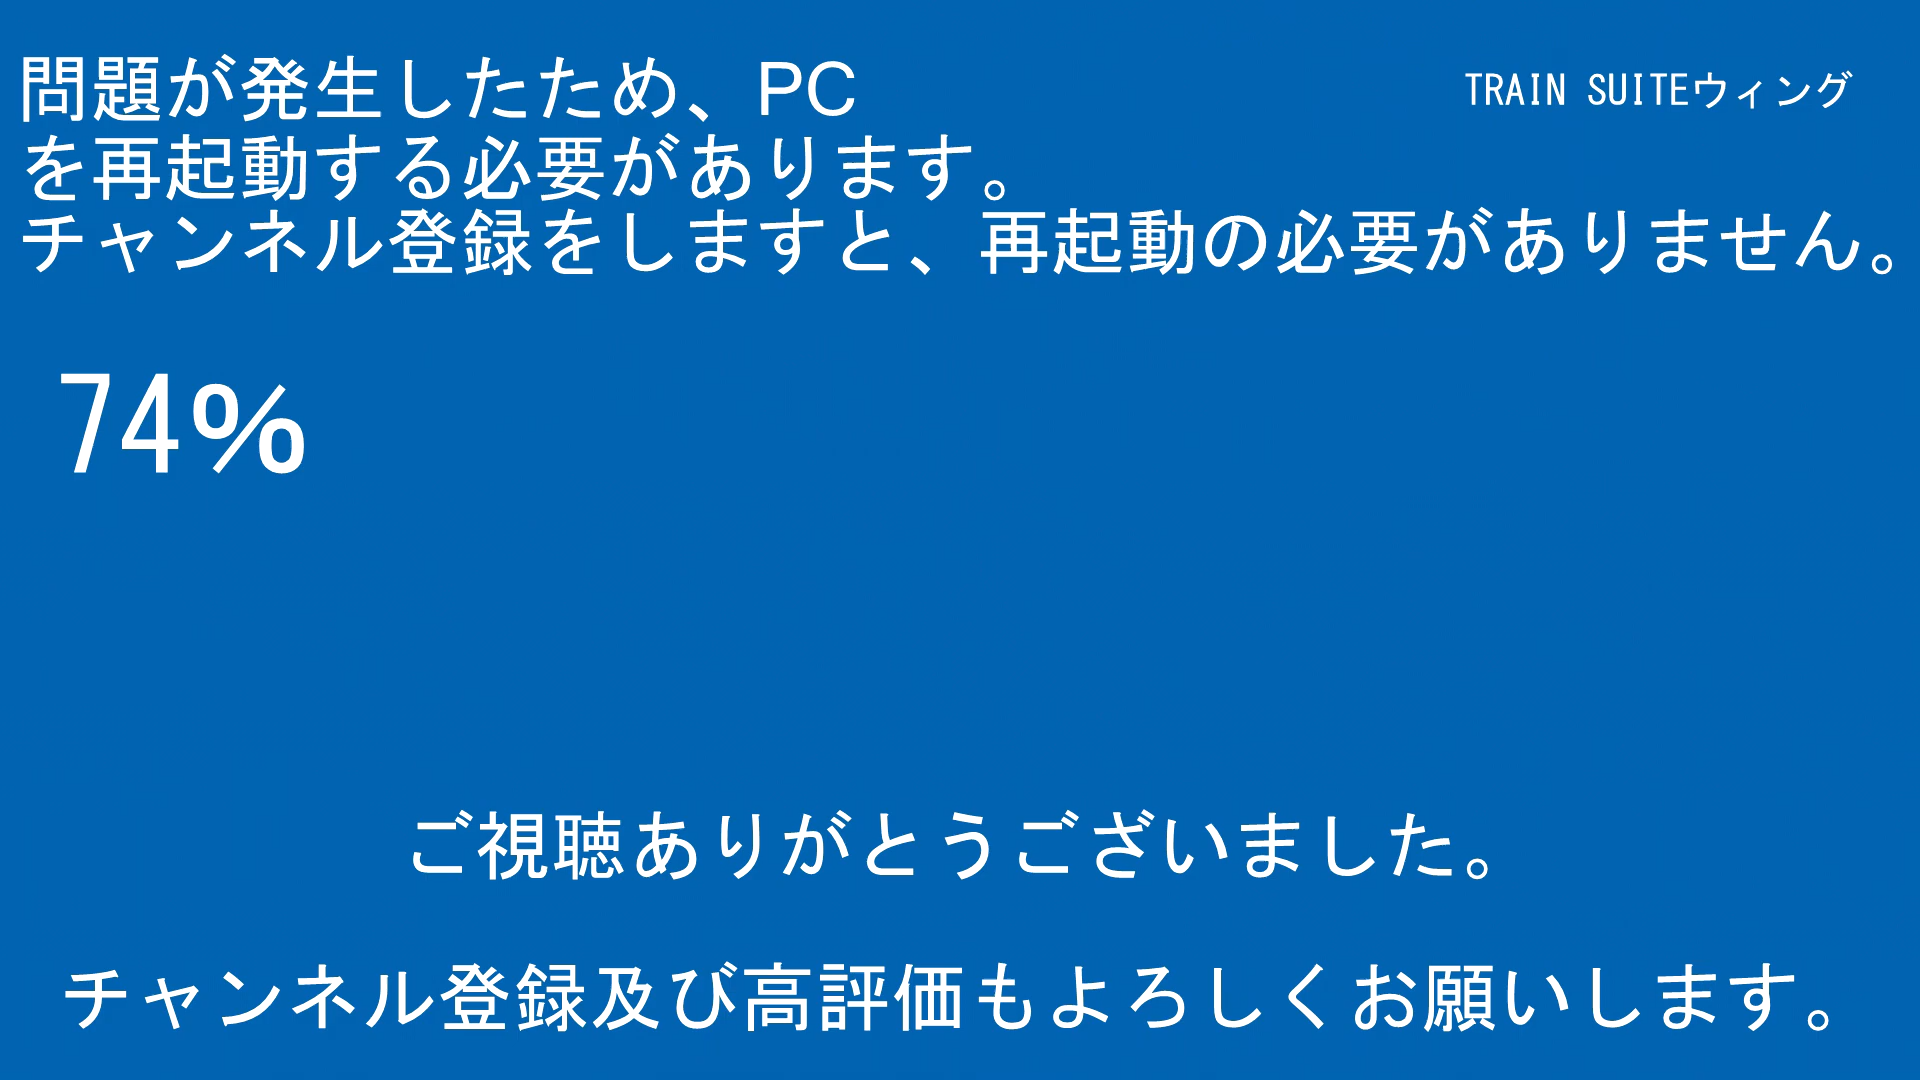 問題が発生したため、PC
TRAIN SUITEウィング
を再起動する必要があります。
チャンネル登録をしますと、再起動の必要がありません。
74%
ご視聴ありがとうございました。
チャンネル登録及び高評価もよろしくお願いします。